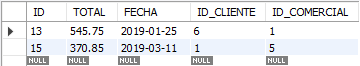 ID TOTAL FECHA ID_CLIENTE ID_COMERCIAL
13 545.75 2019-01-25 6 1
15 370.85 2019-03-11 1 5
NULL NULL NULL NULL NULL